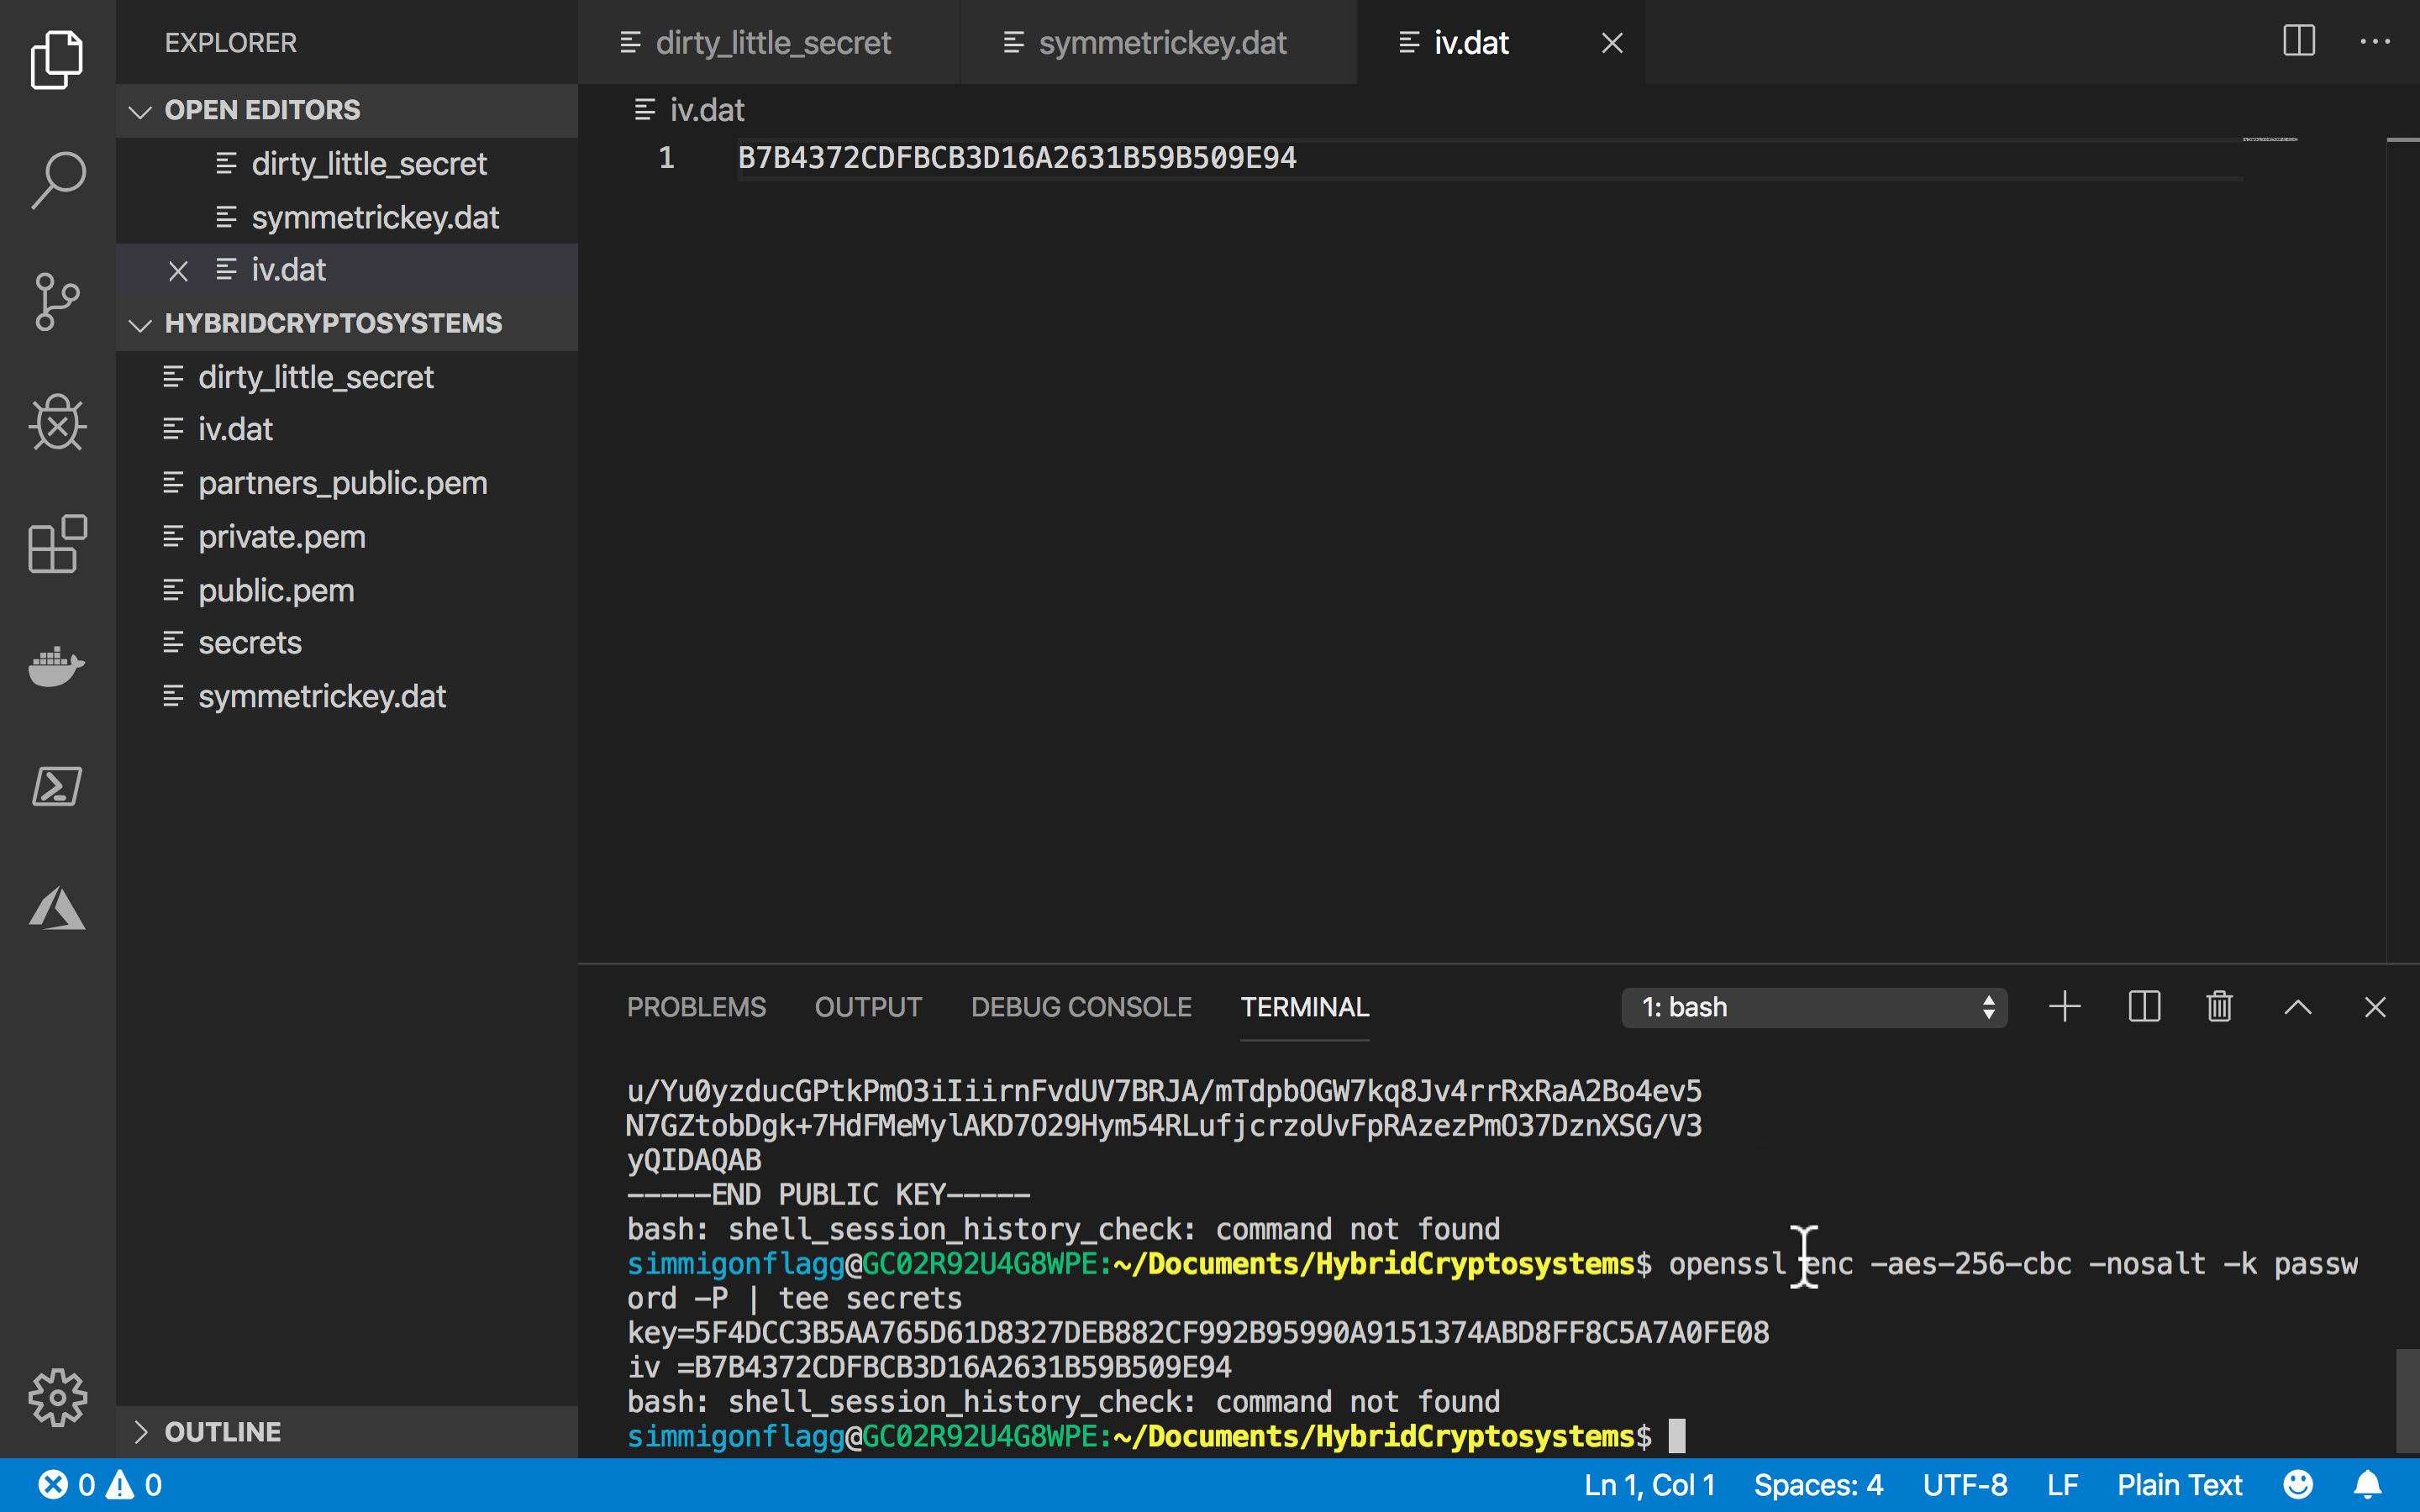 EXPLORER
OPEN EDITORS
dirty_little_secret
symmetrickey.dat
iv.dat
HYBRIDCRYPTOSYSTEMS
dirty_little_secret
iv.dat
partners_public.pem
private.pem
public.pem
secrets
symmetrickey.dat
OUTLINE
dirty_little_secret
symmetrickey.dat
iv.dat
iv.dat
1 B7B4372CDFBCB3D16A2631B59B509E94
PROBLEMS OUTPUT DEBUG CONSOLE TERMINAL 1: bash
u/Yu0yzducGPtkPmO3iIiirnFvdUV7BRJA/mTdpbOGW7kq8Jv4rrRxRaA2Bo4ev5
N7GZtobDgk+7HdFMeMylAKD7O29Hym54RLufjcrzoUvFpRAzezPmO37DznXSG/V3
yQIDAQAB
-----END PUBLIC KEY-----
bash: shell_session_history_check: command not found
simmigonflagg@GC02R92U4G8WPE:~/Documents/HybridCryptosystems$ openssl enc -aes-256-cbc -nosalt -k passw
ord -P | tee secrets
key=5F4DCC3B5AA765D61D8327DEB882CF992B95990A9151374ABD8FF8C5A7A0FE08
iv =B7B4372CDFBCB3D16A2631B59B509E94
bash: shell_session_history_check: command not found
simmigonflagg@GC02R92U4G8WPE:~/Documents/HybridCryptosystems$
0 0 Ln 1, Col 1 Spaces: 4 UTF-8 LF Plain Text